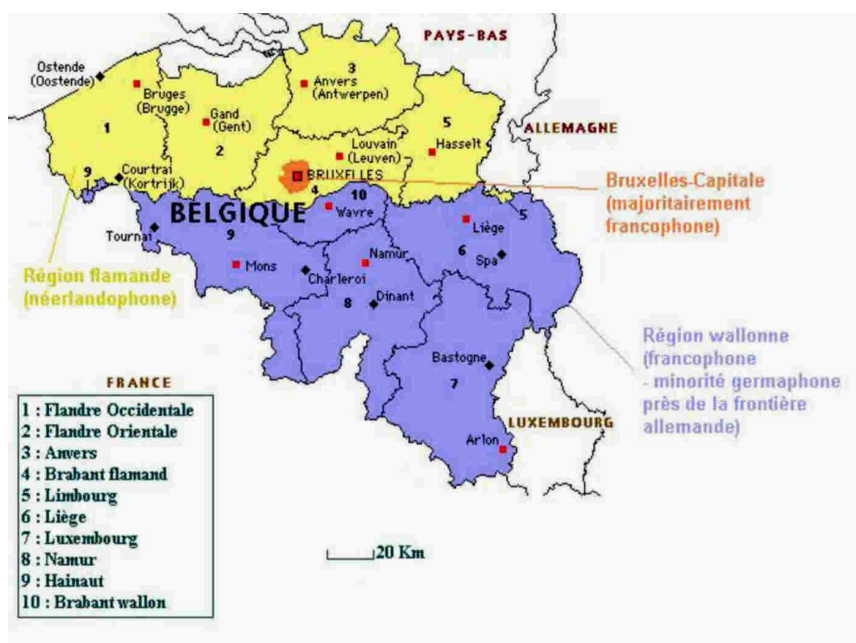 PAYS-BAS
Ostende
(Oostende)
3
Bruges
(Brugge)
Anvers
(Antwerpen)
Gand
(Gent)
1
2
5
ALLEMAGNE
Louvain
(Leuven)
Hasselt
9
Courtrai
(Kortrijk)
BRUXELLES
4
10
Bruxelles-Capitale
(majoritairement
francophone)
BELGIQUE
Wavre
5
Tournai
9
Liège
6
Spa
Région flamande
(néerlandophone)
Mons
Charleroi
Namur
8
Dinant
Région wallonne
(francophone
- minorité germaphone
près de la frontière
allemande)
Bastogne
7
FRANCE
LUXEMBOURG
Arlon
1 : Flandre Occidentale
2 : Flandre Orientale
3 : Anvers
4 : Brabant flamand
5 : Limbourg
6 : Liège
7 : Luxembourg
8 : Namur
9 : Hainaut
10 : Brabant wallon
20 Km